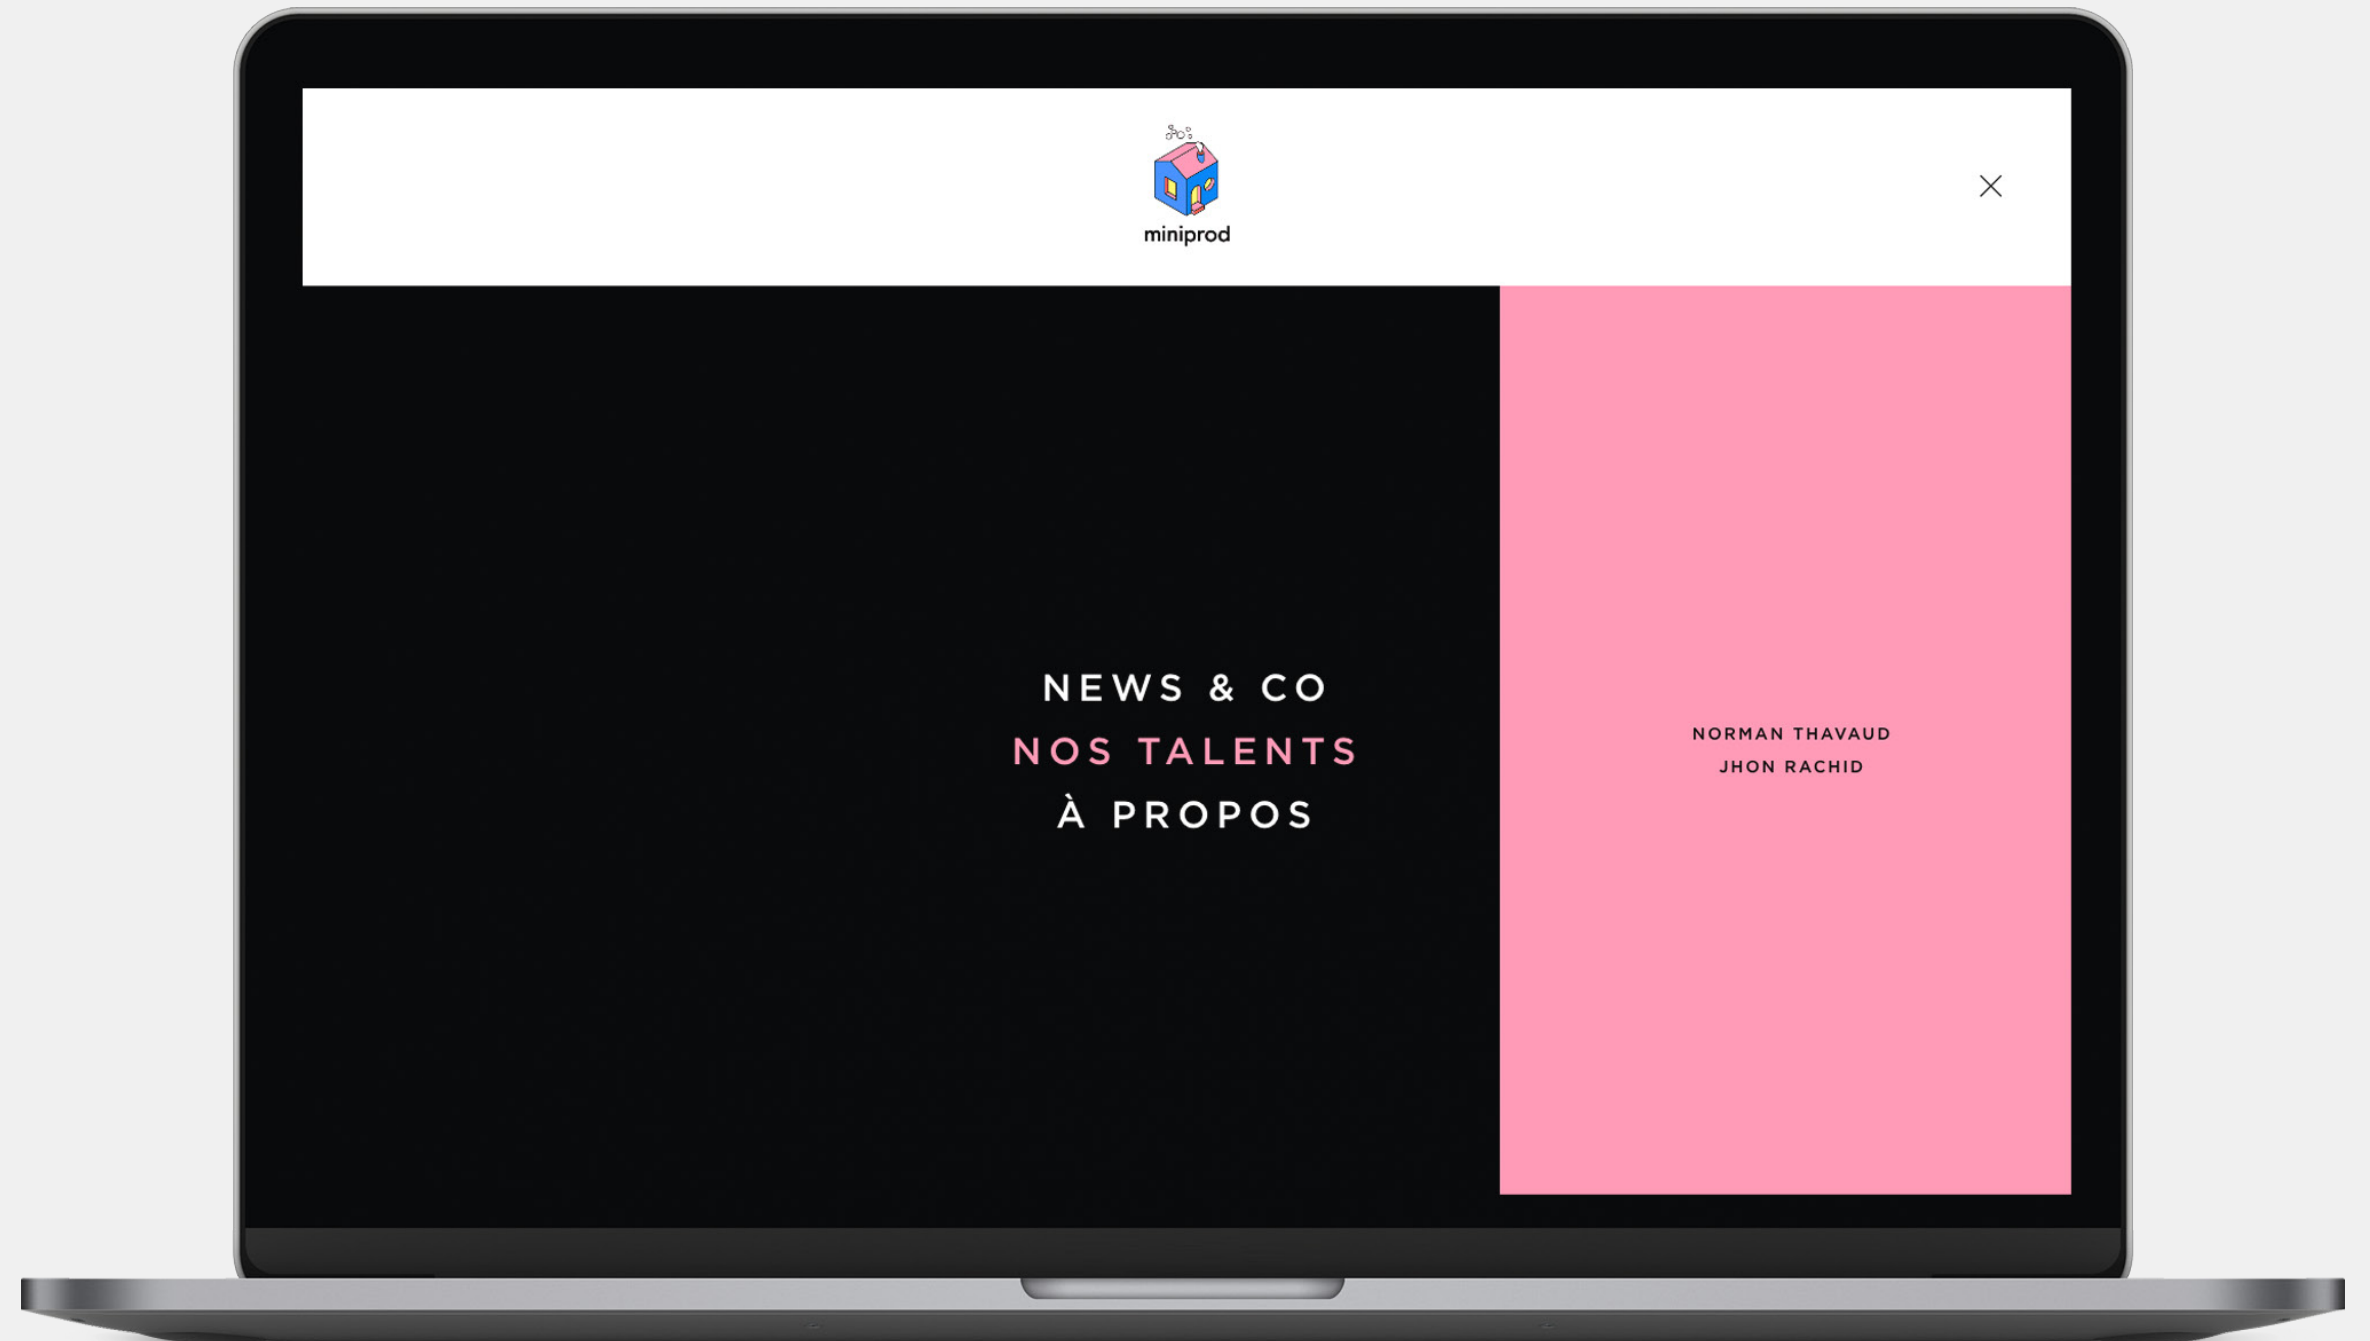 miniprod
NEWS & CO
NOS TALENTS
À PROPOS
NORMAN THAVAUD
JHON RACHID